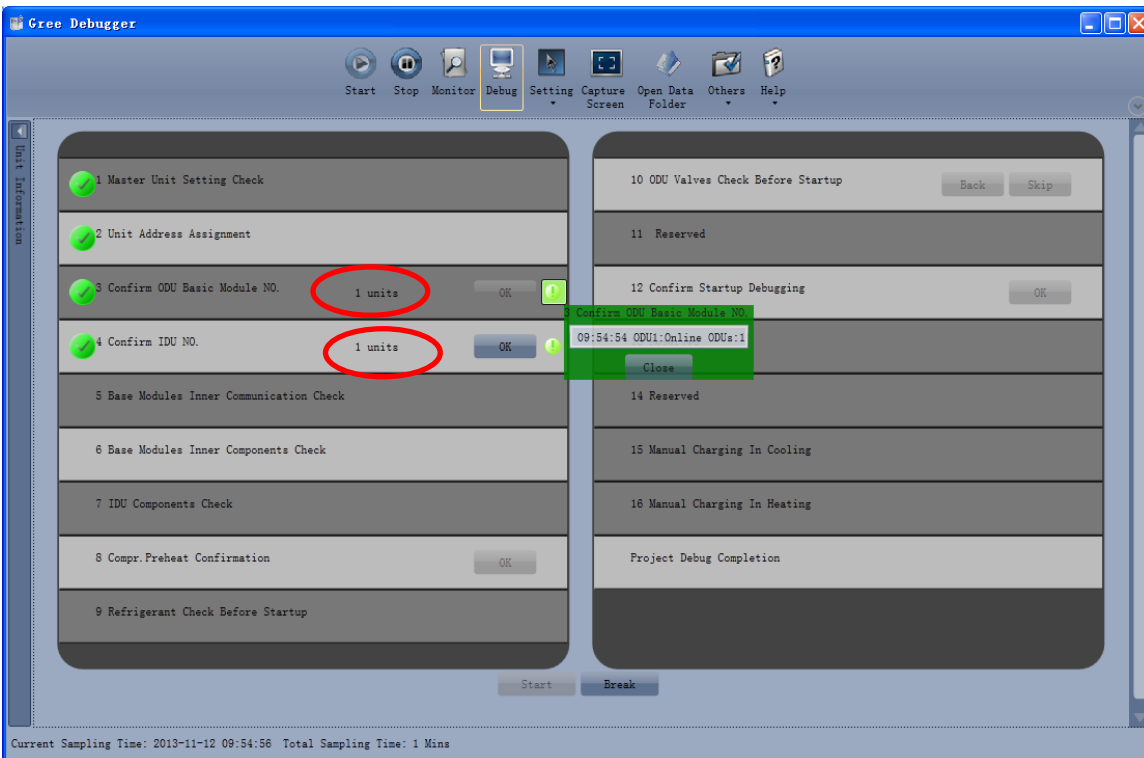 Gree Debugger
Start
Stop
Monitor
Debug
Setting
Capture
Screen
Open Data
Folder
Others
Help
Unit Information
1 Master Unit Setting Check
2 Unit Address Assignment
3 Confirm ODU Basic Module NO.
1 units
OK
4 Confirm IDU NO.
1 units
OK
5 Base Modules Inner Communication Check
6 Base Modules Inner Components Check
7 IDU Components Check
8 Compr.Preheat Confirmation
OK
9 Refrigerant Check Before Startup
10 ODU Valves Check Before Startup
Back
Skip
11 Reserved
12 Confirm Startup Debugging
OK
3 Confirm ODU Basic Module NO.
09:54:54 ODU1:Online ODUs:1
Close
14 Reserved
15 Manual Charging In Cooling
16 Manual Charging In Heating
Project Debug Completion
Start
Break
Current Sampling Time: 2013-11-12 09:54:56 Total Sampling Time: 1 Mins